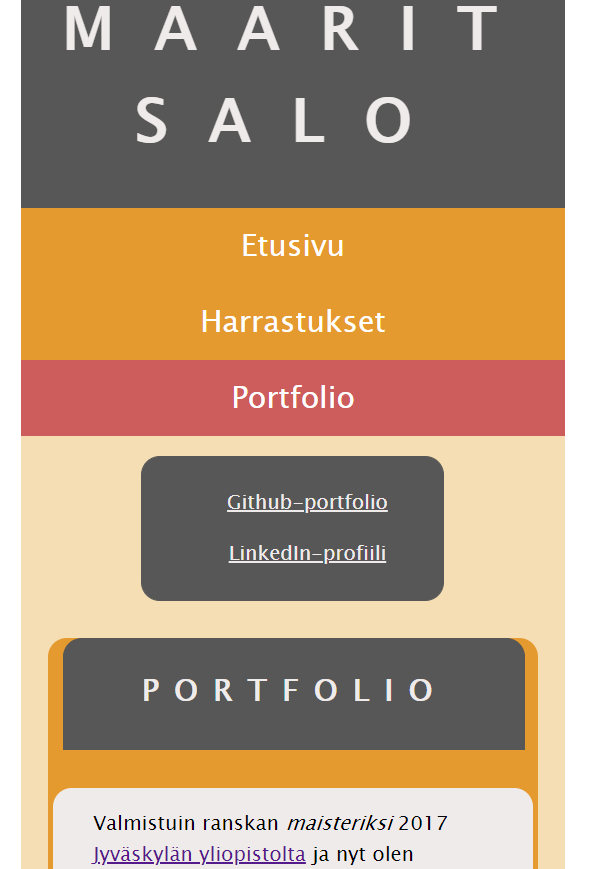 MAARIT
SALO
Etusivu
Harrastukset
Portfolio
Github-portfolio
LinkedIn-profiili
PORTFOLIO
Valmistuin ranskan maisteriksi 2017
Jyväskylän yliopistolta ja nyt olen